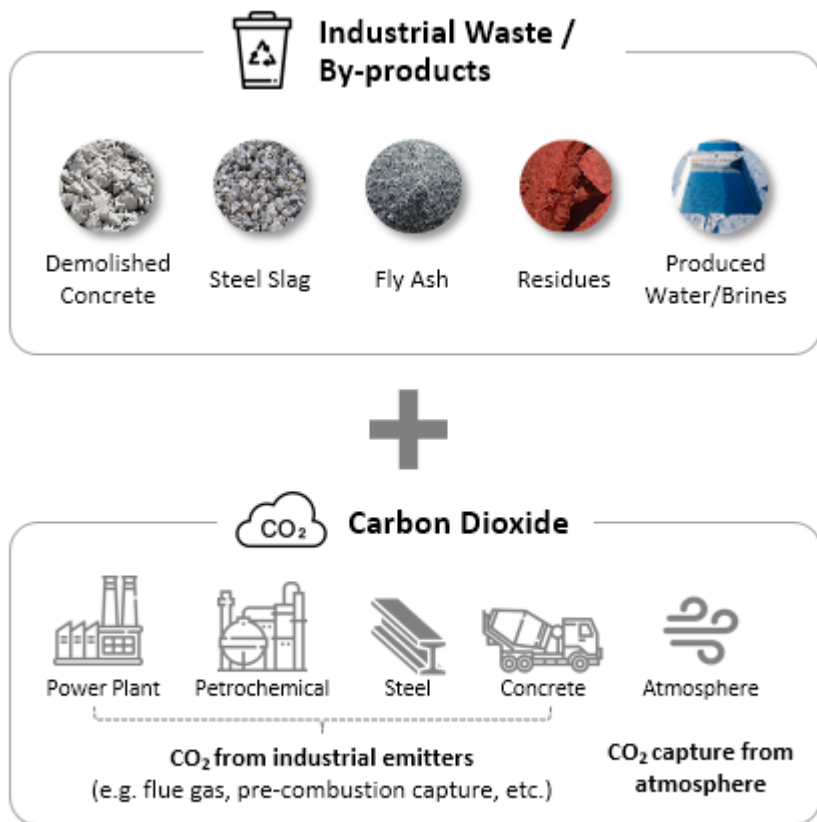 Industrial Waste /
By-products
Demolished
Concrete
Steel Slag
Fly Ash
Residues
Produced
Water/Brines
CO₂
Carbon Dioxide
Power Plant
Petrochemical
Steel
Concrete
Atmosphere
CO₂ from industrial emitters
(e.g. flue gas, pre-combustion capture, etc.)
CO₂ capture from
atmosphere